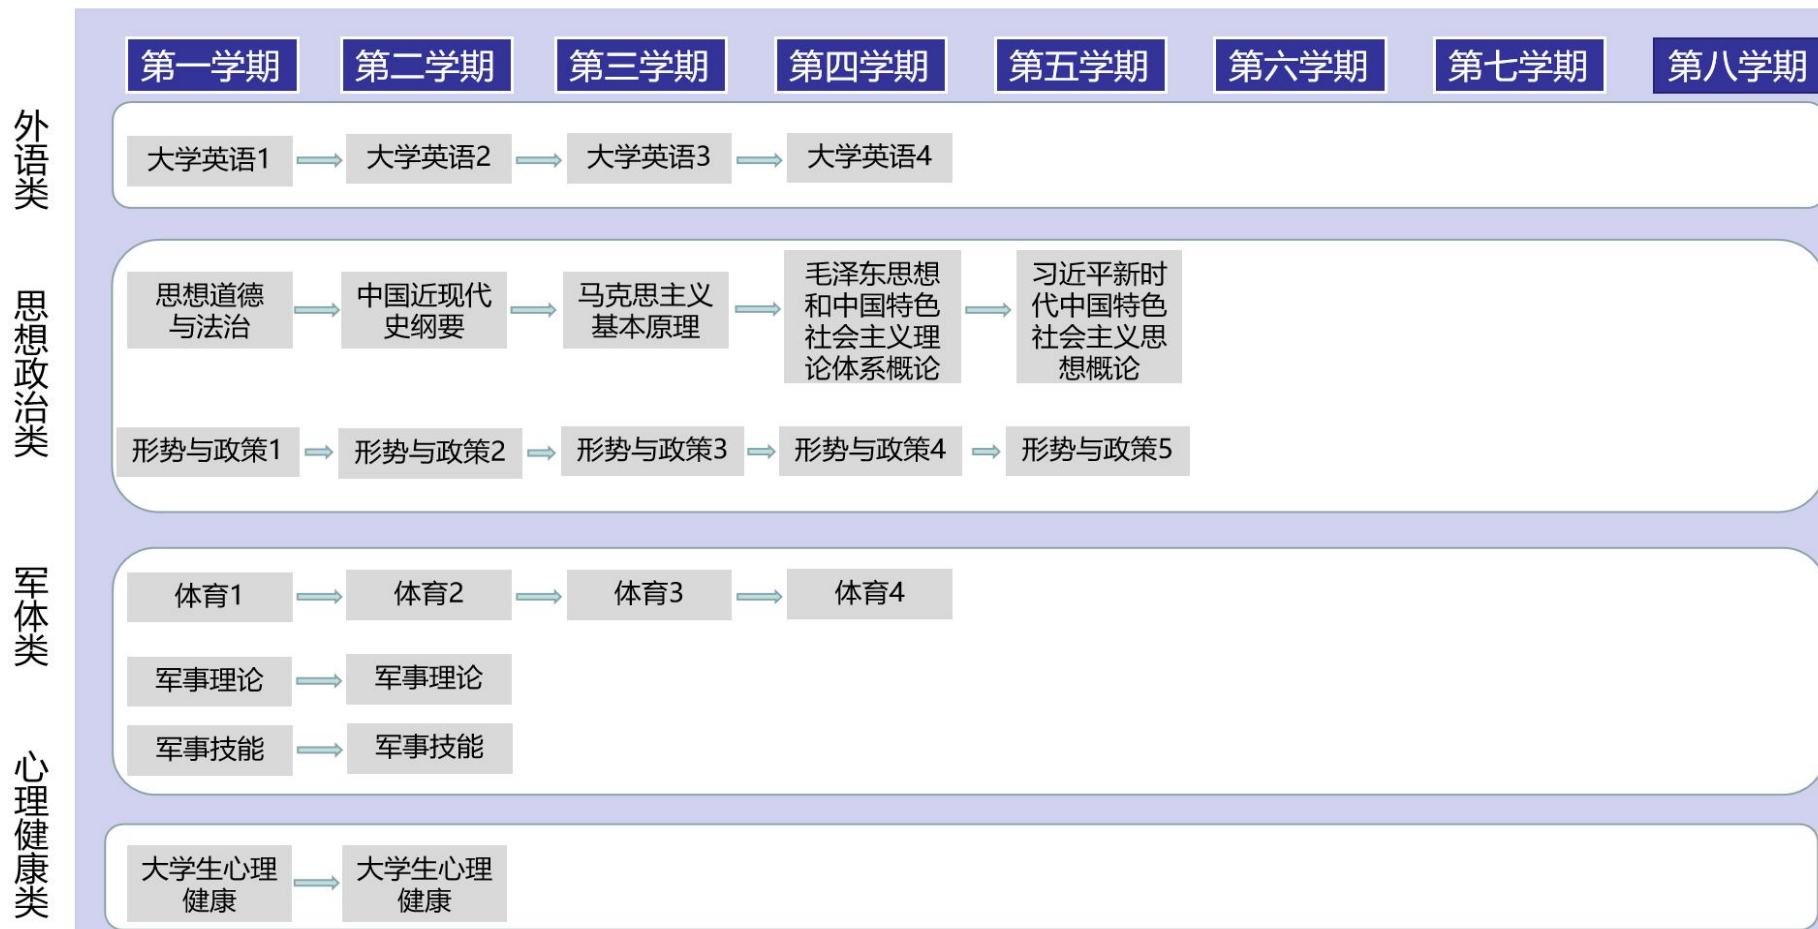 第一学期
第二学期
第三学期
第四学期
第五学期
第六学期
第七学期
第八学期
外语类
大学英语1
大学英语2
大学英语3
大学英语4
思想政治类
思想道德
与法治
中国近现代
史纲要
马克思主义
基本原理
毛泽东思想
和中国特色
社会主义理
论体系概论
习近平新时
代中国特色
社会主义思
想概论
形势与政策1
形势与政策2
形势与政策3
形势与政策4
形势与政策5
军体类
体育1
体育2
体育3
体育4
军事理论
军事理论
军事技能
军事技能
心理健康类
大学生心理
健康
大学生心理
健康